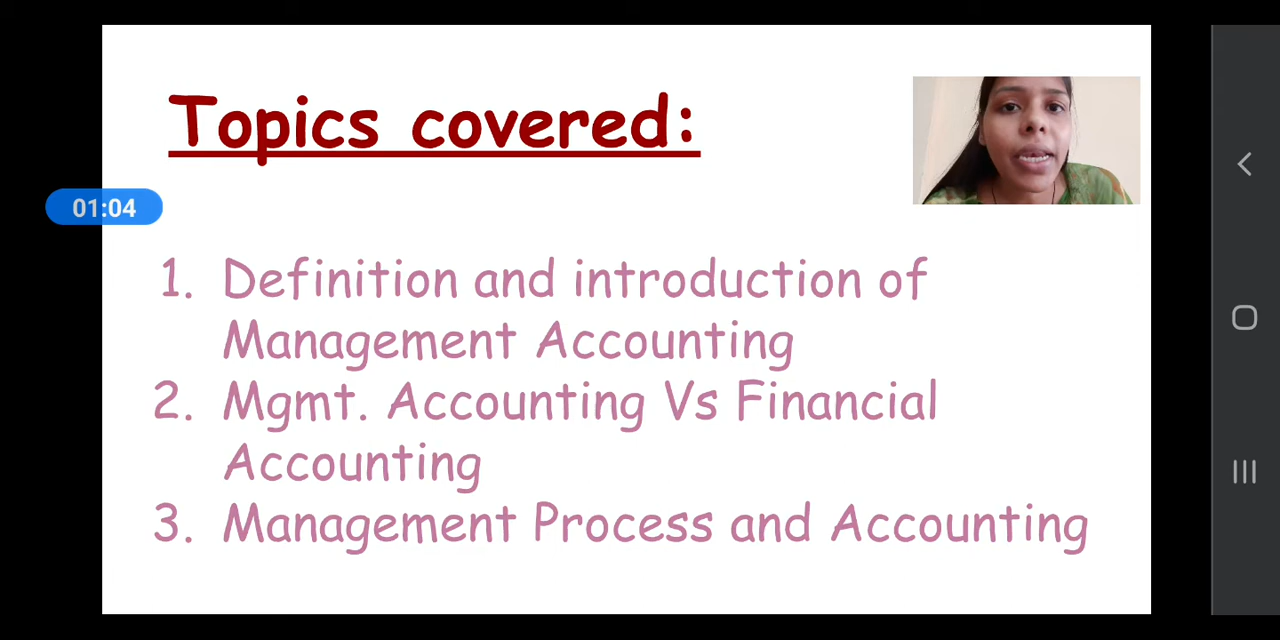 Topics covered:
01:04
1. Definition and introduction of
Management Accounting
2. Mgmt. Accounting Vs Financial
Accounting
3. Management Process and Accounting